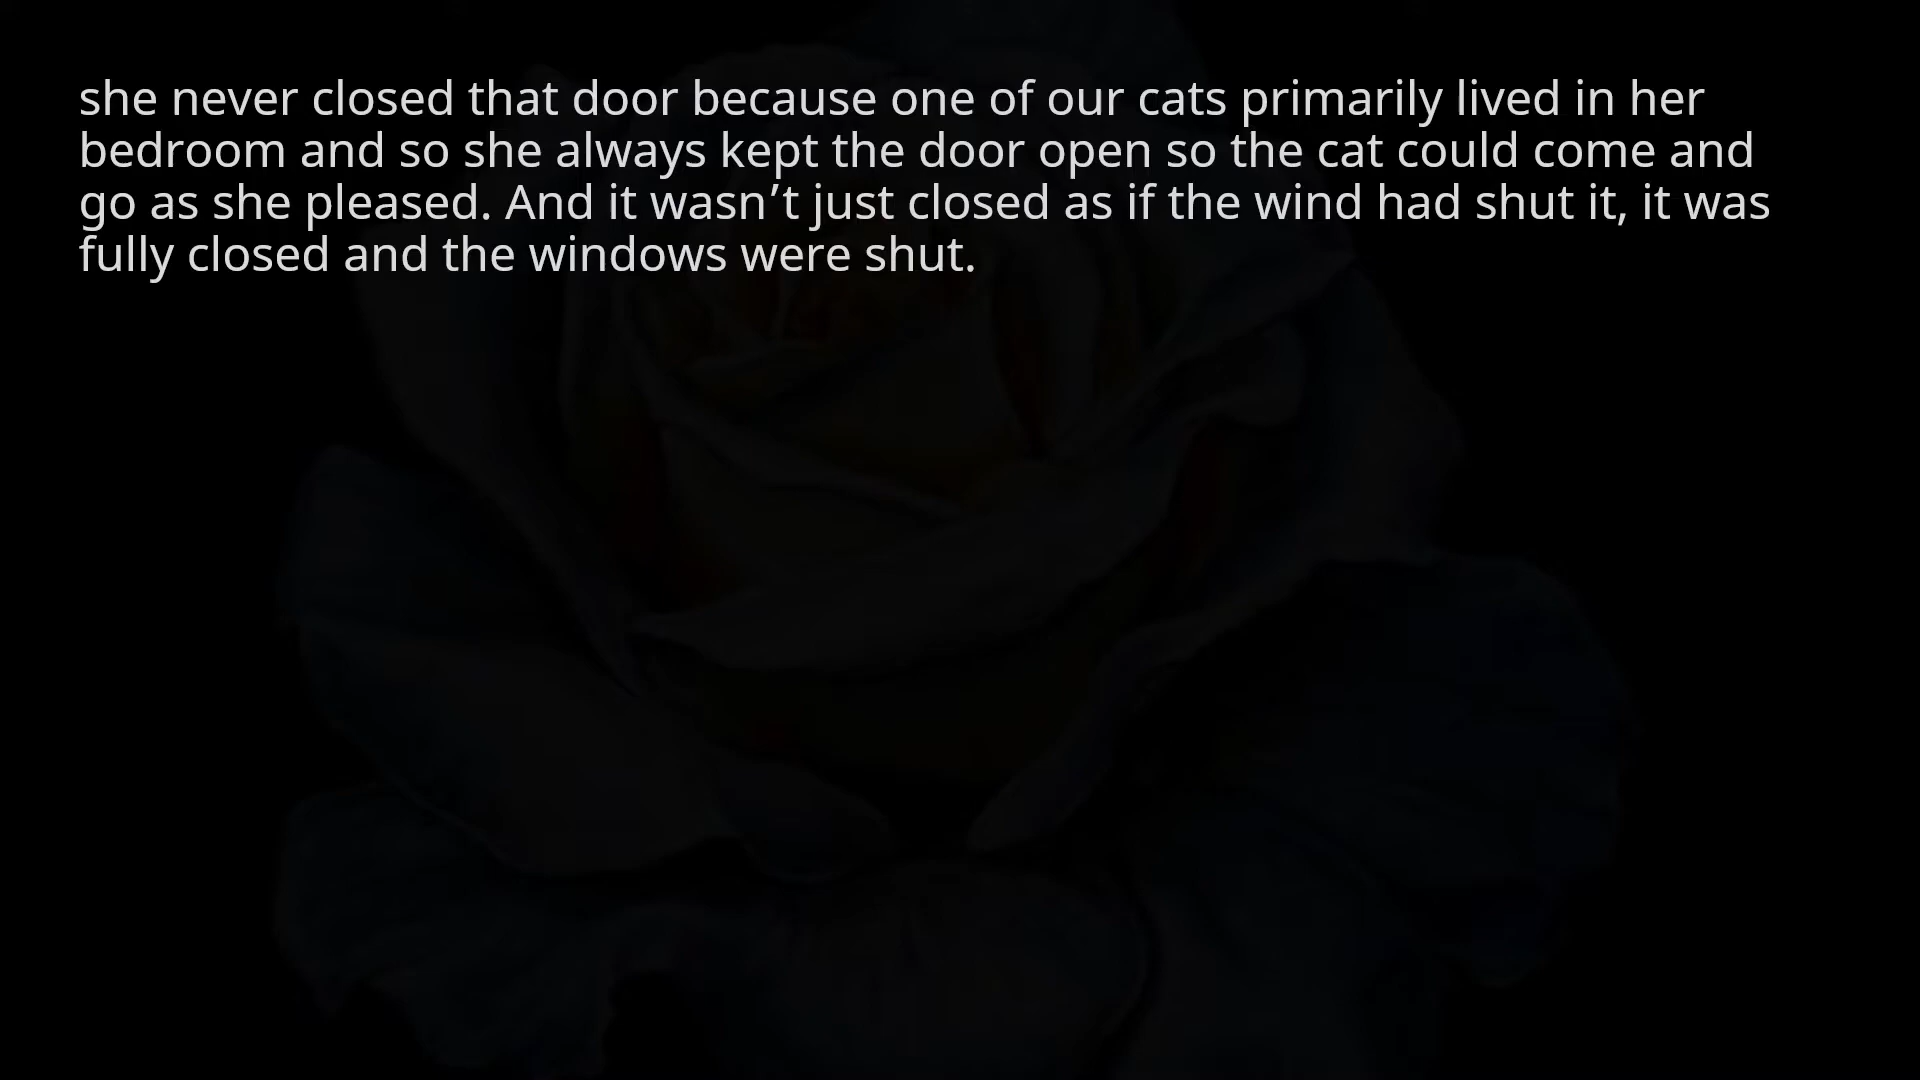 she never closed that door because one of our cats primarily lived in her
bedroom and so she always kept the door open so the cat could come and
go as she pleased. And it wasn’t just closed as if the wind had shut it, it was
fully closed and the windows were shut.